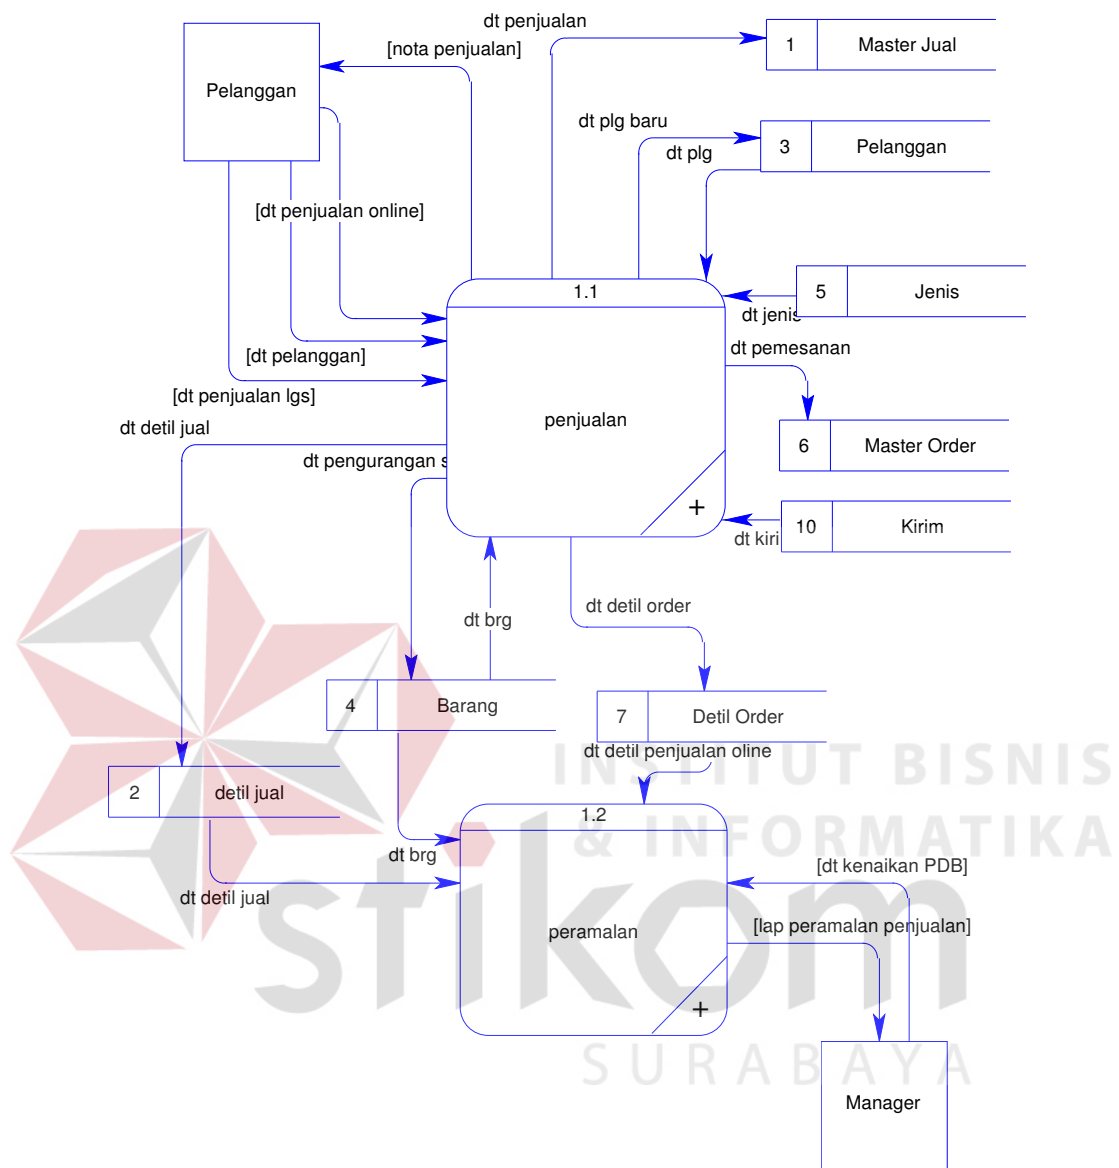 dt penjualan
1 Master Jual
[nota penjualan]
Pelanggan
dt plg baru
dt plg
3 Pelanggan
[dt penjualan online]
1.1
5 Jenis
dt jenis
dt pemesanan
[dt pelanggan]
[dt penjualan lgs]
penjualan
dt detil jual
6 Master Order
dt pengurangan s
+
10 Kirim
dt kiri
dt detil order
dt brg
4 Barang
7 Detil Order
dt detil penjualan oline
INSTITUT BISNIS
2 detil jual
1.2
& INFORMATIKA
dt brg
[dt kenaikan PDB]
dt detil jual
stikom
[lap peramalan penjualan]
peramalan
+
SURABAYA
Manager